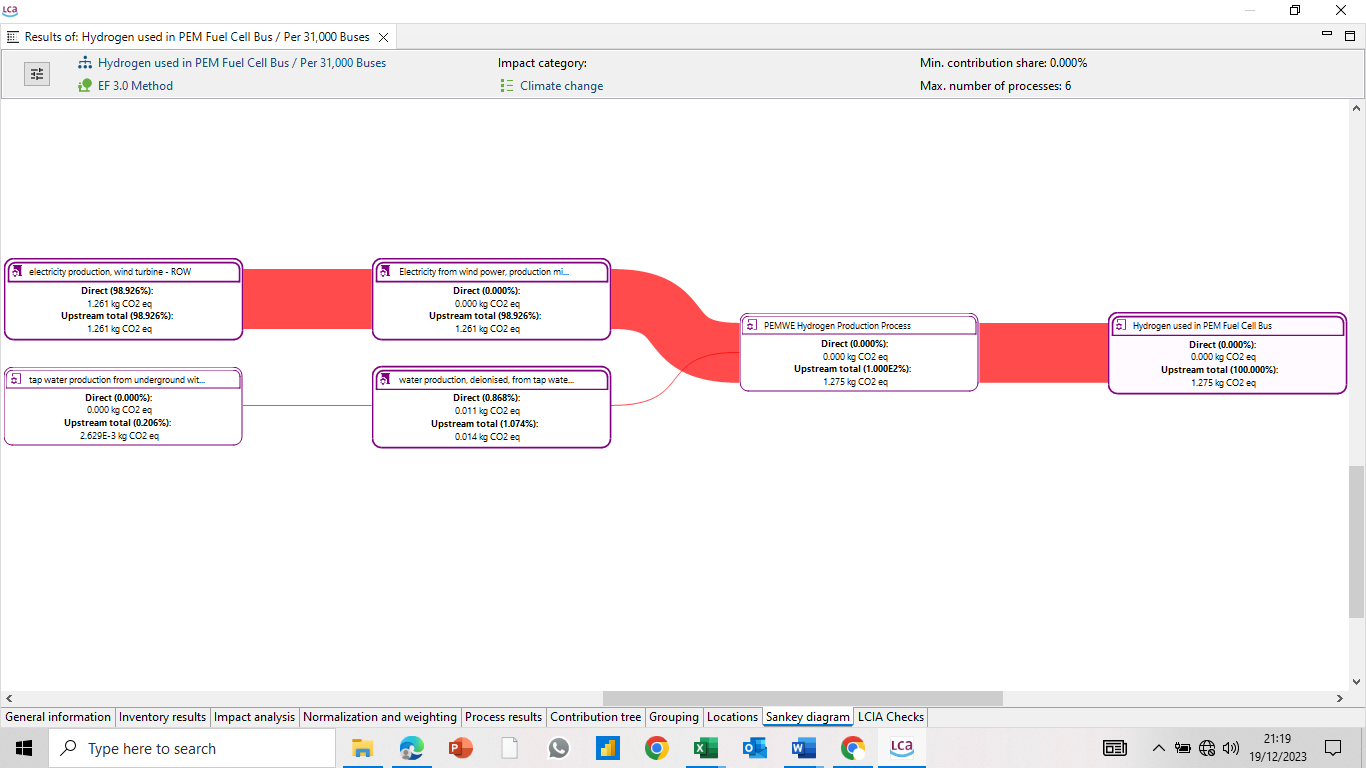 LCA
Results of: Hydrogen used in PEM Fuel Cell Bus / Per 31,000 Buses
Hydrogen used in PEM Fuel Cell Bus / Per 31,000 Buses
Impact category:
Min. contribution share: 0.000%
EF 3.0 Method
Climate change
Max. number of processes: 6
electricity production, wind turbine - ROW
Direct (98.926%):
1.261 kg CO2 eq
Upstream total (98.926%):
1.261 kg CO2 eq
Electricity from wind power, production mi...
Direct (0.000%):
0.000 kg CO2 eq
Upstream total (98.926%):
1.261 kg CO2 eq
PEMWE Hydrogen Production Process
Direct (0.000%):
0.000 kg CO2 eq
Upstream total (1.000E2%):
1.275 kg CO2 eq
Hydrogen used in PEM Fuel Cell Bus
Direct (0.000%):
0.000 kg CO2 eq
Upstream total (100.000%):
1.275 kg CO2 eq
tap water production from underground wit...
Direct (0.000%):
0.000 kg CO2 eq
Upstream total (0.206%):
2.629E-3 kg CO2 eq
water production, deionised, from tap wate...
Direct (0.868%):
0.011 kg CO2 eq
Upstream total (1.074%):
0.014 kg CO2 eq
General information
Inventory results
Impact analysis
Normalization and weighting
Process results
Contribution tree
Grouping
Locations
Sankey diagram
LCIA Checks
Type here to search
LCA
21:19
19/12/2023